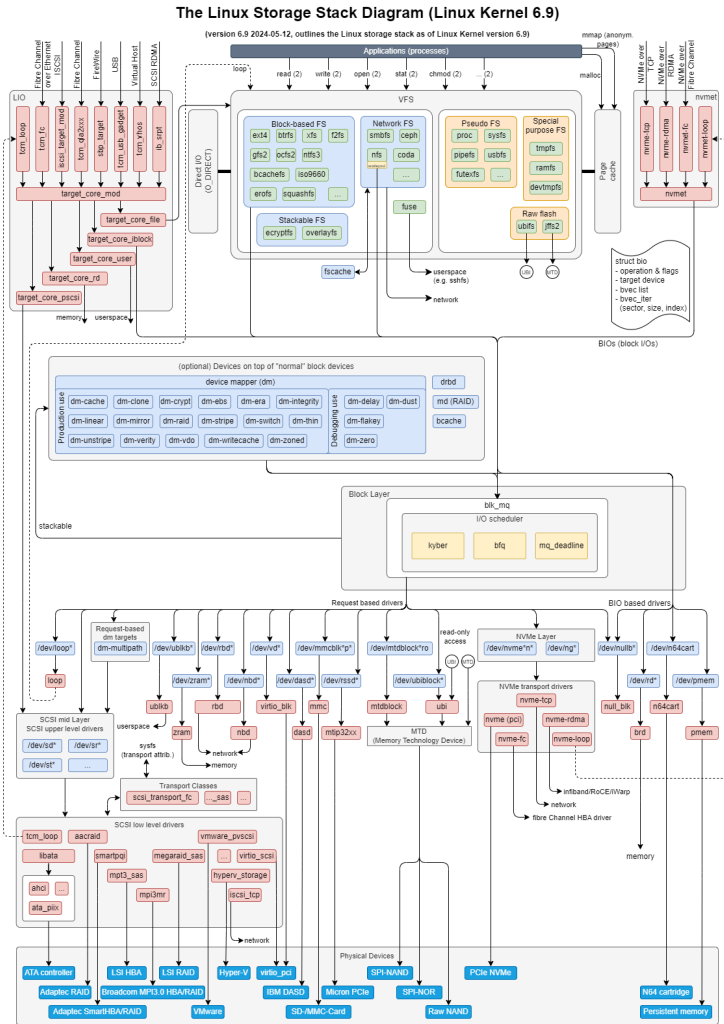 The Linux Storage Stack Diagram (Linux Kernel 6.9)
(version 6.9 2024-05-12, outlines the Linux storage stack as of Linux Kernel version 6.9)
mmap (anonym. pages)
Applications (processes)
Fibre Channel over Ethernet
ISCSI
Fibre Channel
FireWire
USB
Virtual Host
SCSI RDMA
loop
read (2)
write (2)
open (2)
stat (2)
chmod (2)
... (2)
malloc
NVMe over TCP
NVMe over RDMA
NVMe over Fibre Channel
LIO
tcm_loop
tcm_fc
iscsi_target_mod
tcm_qla2xxx
sbp_target
tcm_usb_gadget
tcm_vhos
ib_srpt
target_core_mod
target_core_file
target_core_iblock
target_core_user
target_core_rd
target_core_pscsi
memory
userspace
Direct I/O
(O_DIRECT)
VFS
Block-based FS
ext4
btrfs
xfs
f2fs
gfs2
ocfs2
ntfs3
bcachefs
iso9660
erofs
squashfs
...
Stackable FS
ecryptfs
overlayfs
Network FS
smbfs
ceph
nfs
coda
...
fuse
Pseudo FS
proc
sysfs
pipefs
usbfs
futexfs
...
Special
purpose FS
tmpfs
ramfs
devtmpfs
Raw flash
ubifs
jffs2
UBI
MTD
Page
cache
nvmet
nvme-tcp
nvme-rdma
nvme-fc
nvmet-loop
nvmet
fscache
userspace
(e.g. sshfs)
network
struct bio
- operation & flags
- target device
- bvec list
- bvec_iter
(sector, size, index)
BIOs (block I/Os)
(optional) Devices on top of "normal" block devices
device mapper (dm)
Production use
dm-cache
dm-clone
dm-crypt
dm-ebs
dm-era
dm-integrity
dm-linear
dm-mirror
dm-raid
dm-stripe
dm-switch
dm-thin
dm-unstripe
dm-verity
dm-vdo
dm-writecache
dm-zoned
Debugging use
dm-delay
dm-dust
dm-flakey
dm-zero
drbd
md (RAID)
bcache
stackable
Block Layer
blk_mq
I/O scheduler
kyber
bfq
mq_deadline
Request based drivers
BIO based drivers
Request-based
dm targets
dm-multipath
read-only
access
UBI
MTD
/dev/loop*
/dev/ublkb*
/dev/rbd*
/dev/vd*
/dev/mmcblk*p*
/dev/mtdblock*ro
/dev/zram*
/dev/nbd*
/dev/dasd*
/dev/rssd*
/dev/ubiblock*
NVMe Layer
/dev/nvme*n*
/dev/ng*
/dev/nullb*
/dev/n64cart
/dev/rd*
/dev/pmem
loop
ublkb
rbd
virtio_blk
mmc
mtdblock
ubi
userspace
zram
nbd
dasd
mtip32xx
network
memory
MTD
(Memory Technology Device)
NVMe transport drivers
nvme-tcp
nvme (pci)
nvme-rdma
nvme-fc
nvme-loop
infiband/RoCE/iWarp
network
fibre Channel HBA driver
null_blk
n64cart
brd
pmem
memory
SCSI mid Layer
SCSI upper level drivers
/dev/sd*
/dev/sr*
/dev/st*
...
sysfs
(transport attrib.)
Transport Classes
scsi_transport_fc
..._sas
...
SCSI low level drivers
tcm_loop
aacraid
vmware_pvscsi
libata
smartpqi
megaraid_sas
...
virtio_scsi
ahci
...
mpt3_sas
hyperv_storage
ata_piix
mpi3mr
iscsi_tcp
network
Physical Devices
ATA controller
LSI HBA
LSI RAID
Hyper-V
virtio_pci
SPI-NAND
PCIe NVMe
Adaptec RAID
Broadcom MPI3.0 HBA/RAID
IBM DASD
Micron PCIe
SPI-NOR
N64 cartridge
Adaptec SmartHBA/RAID
VMware
SD-/MMC-Card
Raw NAND
Persistent memory